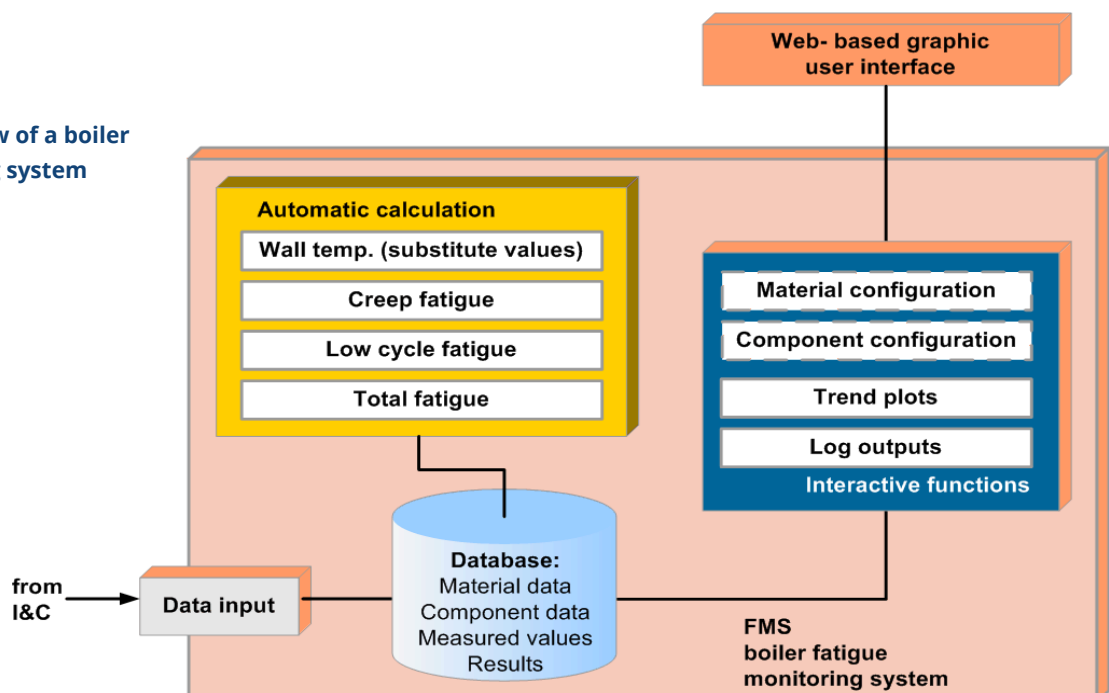 Web- based graphic
user interface
w of a boiler
system
Automatic calculation
Wall temp. (substitute values)
Creep fatigue
Low cycle fatigue
Total fatigue
Material configuration
Component configuration
Trend plots
Log outputs
Interactive functions
Database:
Material data
Component data
Measured values
Results
from
I&C
Data input
FMS
boiler fatigue
monitoring system